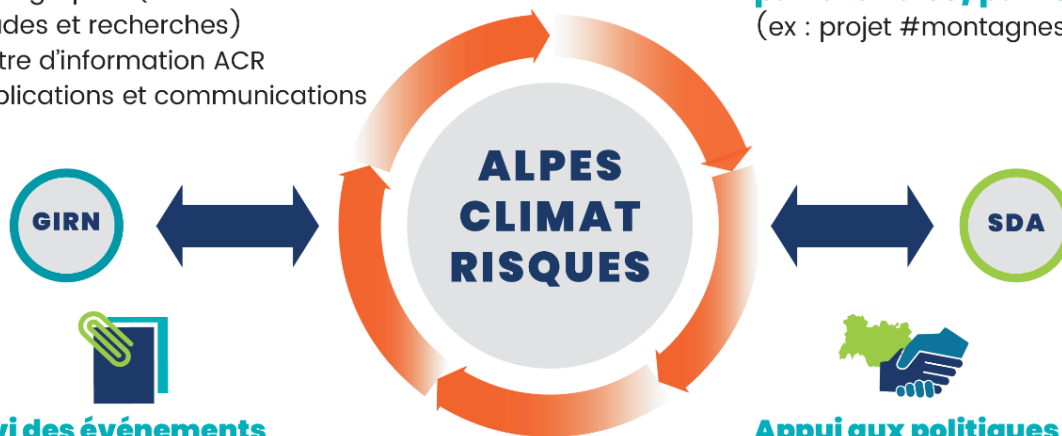 udes et recherches)
tre d'information ACR
blications et communications
(ex : projet #montagnes
ALPES
CLIMAT
RISQUES
GIRN
SDA
vi des événements
Appui aux politiques